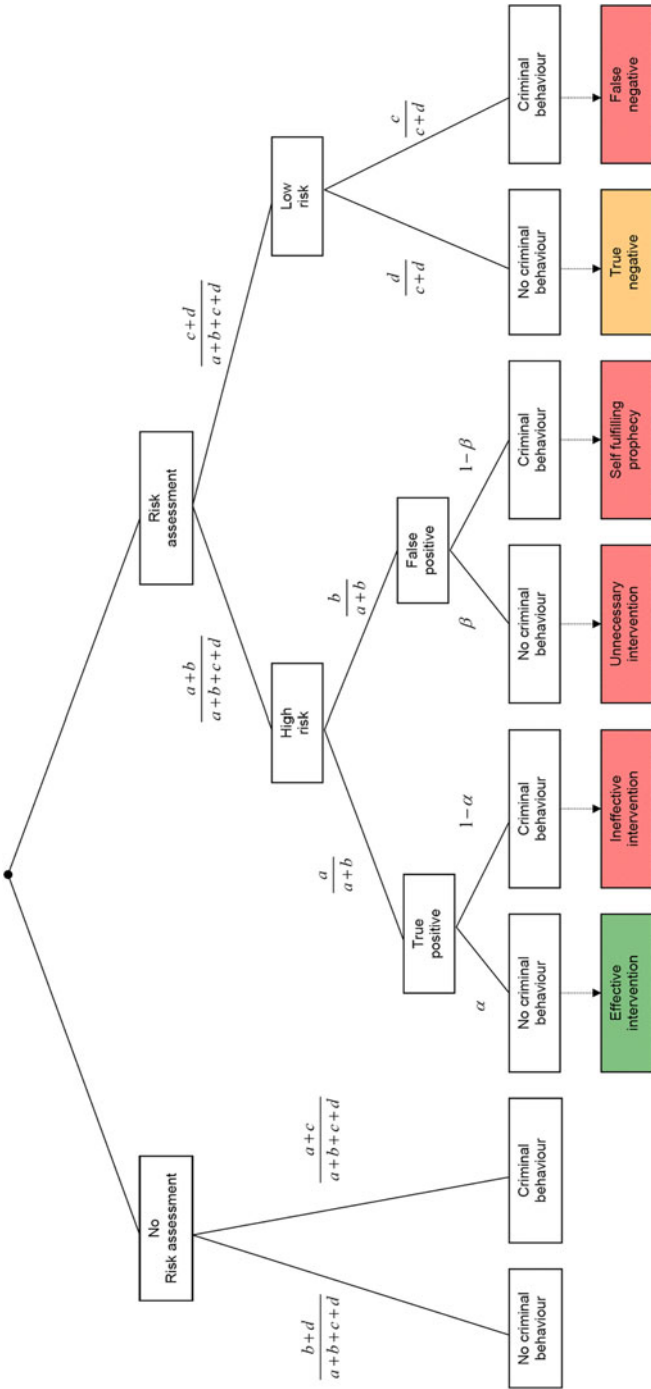 No
Risk assessment
Risk
assessment
a+b
a+b+c+d
c+d
a+b+c+d
High
risk
Low
risk
b+d
a+b+c+d
a+c
a+b+c+d
a
a+b
b
a+b
d
c+d
c
c+d
True
positive
False
positive
α
1−α
β
1−β
No criminal
behaviour
Criminal
behaviour
No criminal
behaviour
Criminal
behaviour
No criminal
behaviour
Criminal
behaviour
No criminal
behaviour
Criminal
behaviour
Effective
intervention
Ineffective
intervention
Unnecessary
intervention
Self fulfilling
prophecy
True
negative
False
negative